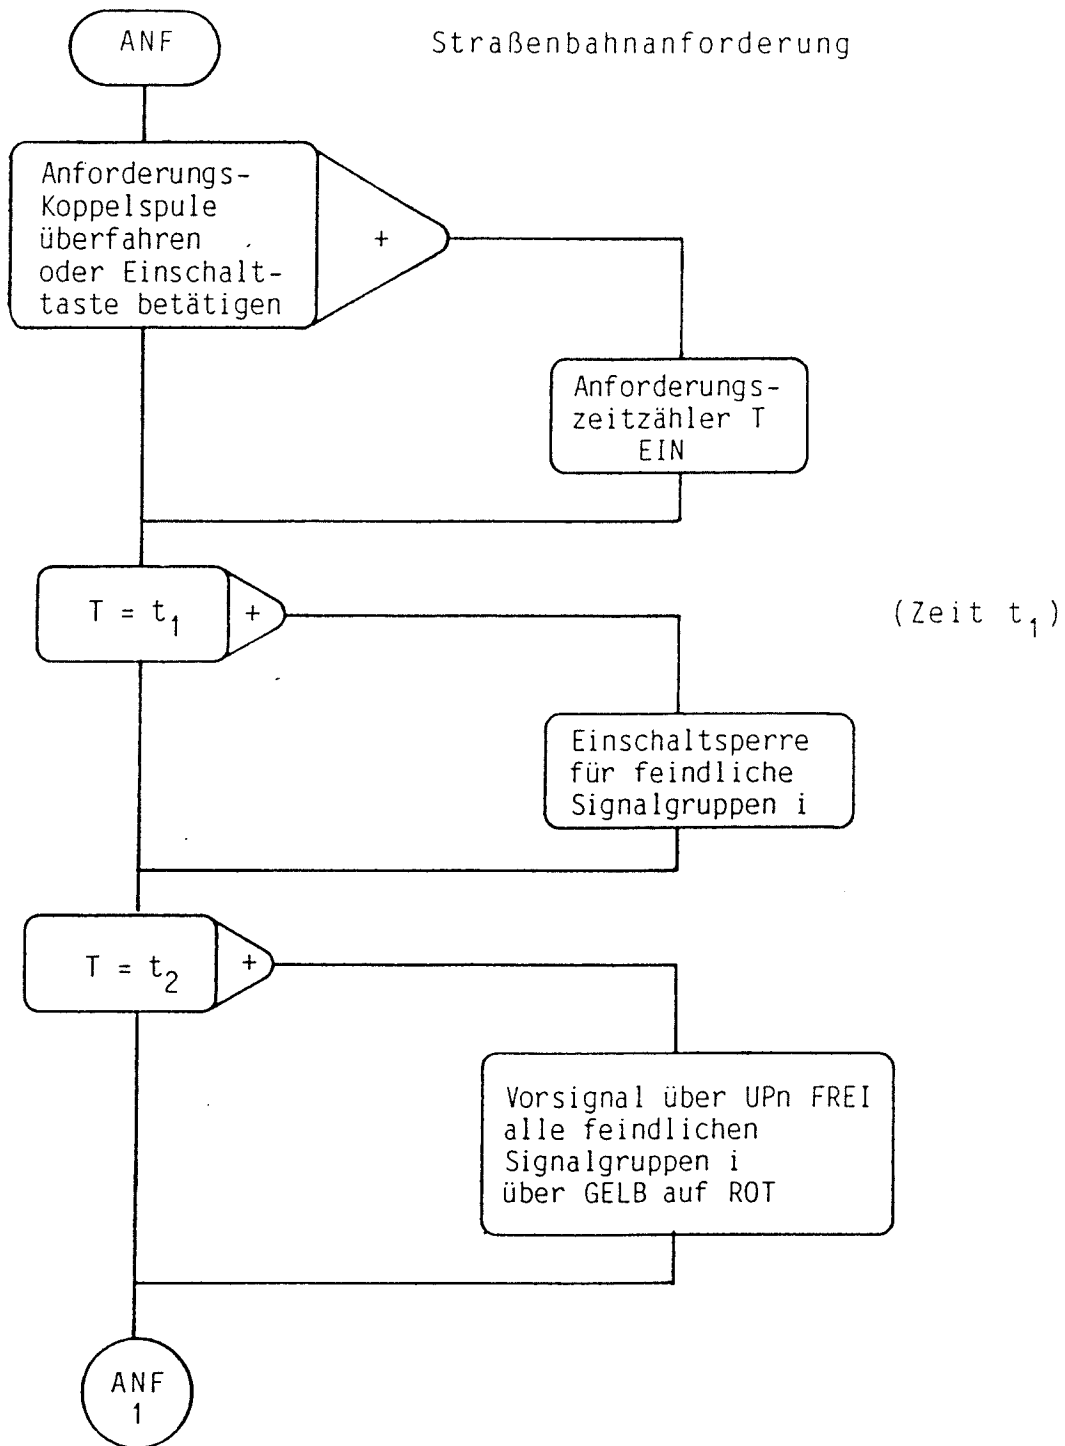 ANF
Straßenbahnanforderung
Anforderungs-
Koppelspule
überfahren
oder Einschalt-
taste betätigen
+
Anforderungs-
zeitzähler T
EIN
T = t₁
+
(Zeit t₁)
Einschaltsperre
für feindliche
Signalgruppen i
T = t₂
+
Vorsignal über UPn FREI
alle feindlichen
Signalgruppen i
über GELB auf ROT
ANF
1